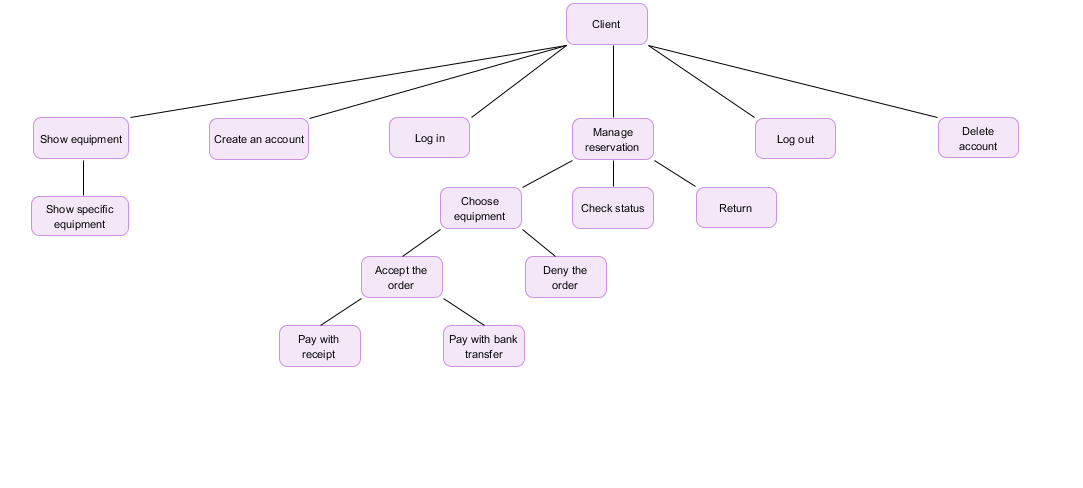 Client
Show equipment
Create an account
Log in
Manage
reservation
Log out
Delete
account
Show specific
equipment
Choose
equipment
Check status
Return
Accept the
order
Deny the
order
Pay with
receipt
Pay with bank
transfer